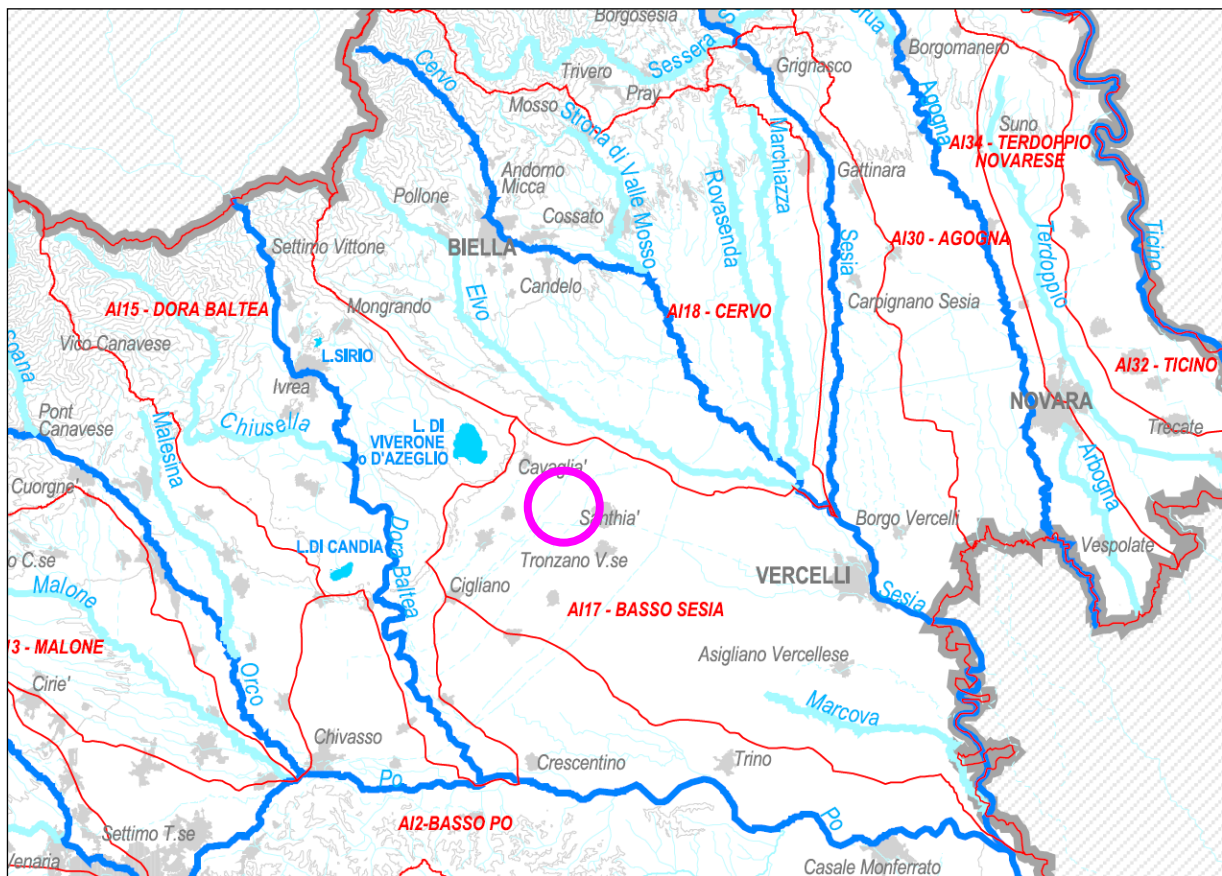 Borgosesia
Cervo
Sessera
Trivero
Pray
Mosso
Grignasco
Borgomanero
Agogna
Strona di Valle Mosso
Marchiazza
Rovasenda
Suno
AI34 - TERDOPPIO
NOVARESE
Andorno
Micca
Pollone
Gattinara
Cossato
BIELLA
Settimo Vittone
Sesia
AI30 - AGOGNA
Terdoppio
Ticino
Candelo
Elvo
Mongrando
AI15 - DORA BALTEA
AI18 - CERVO
Carpignano Sesia
Vico Canavese
L.SIRIO
Ivrea
AI32 - TICINO
NOVARA
Pont
Canavese
Malesina
Chiusella
L. DI
VIVERONE
o D'AZEGLIO
Trecate
Cavaglia'
Arbogna
Cuorgne'
Santhia'
Borgo Vercelli
Dora Baltea
L.DI CANDIA
Tronzano V.se
Vespolate
o C.se
Malone
Cigliano
VERCELLI
Sesia
AI17 - BASSO SESIA
13 - MALONE
Asigliano Vercellese
Cirie'
Orco
Marcova
Chivasso
Crescentino
Trino
Po
Po
AI2-BASSO PO
Settimo T.se
Venaria
Casale Monferrato